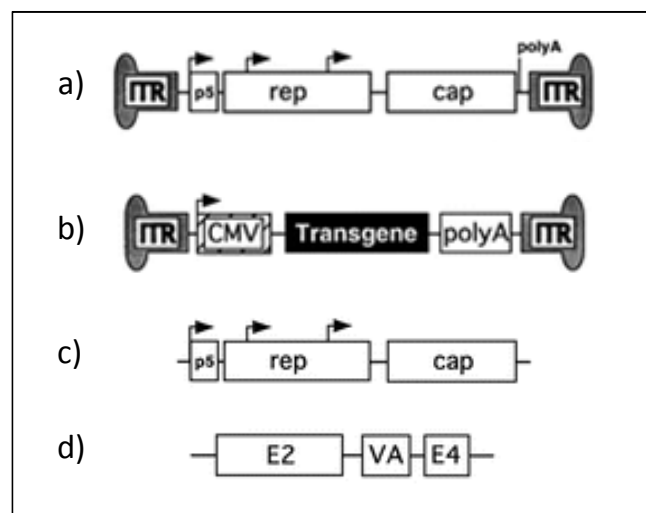 polyA
a) ITR p5 rep cap ITR
b) ITR CMV Transgene polyA ITR
c) p5 rep cap
d) E2 VA E4